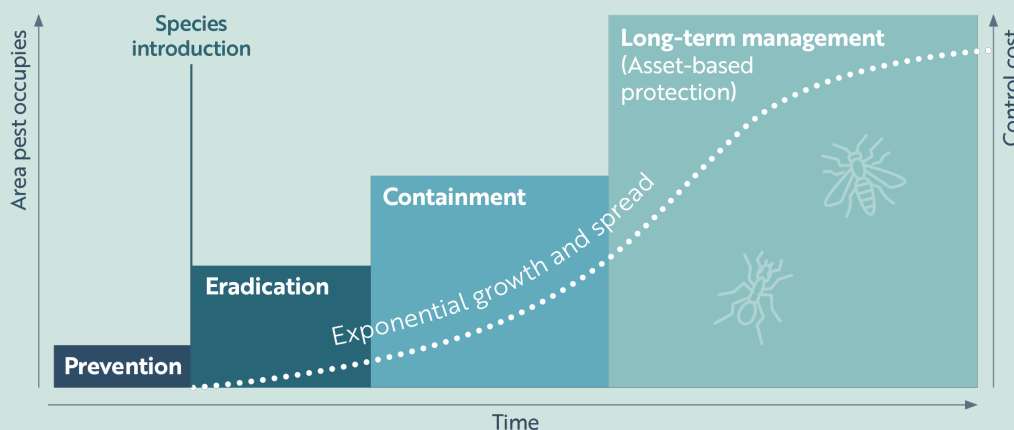 Species
introduction
Area pest occupies
Long-term management
(Asset-based
protection)
Control cost
Containment
Exponential growth and spread
Eradication
Prevention
Time